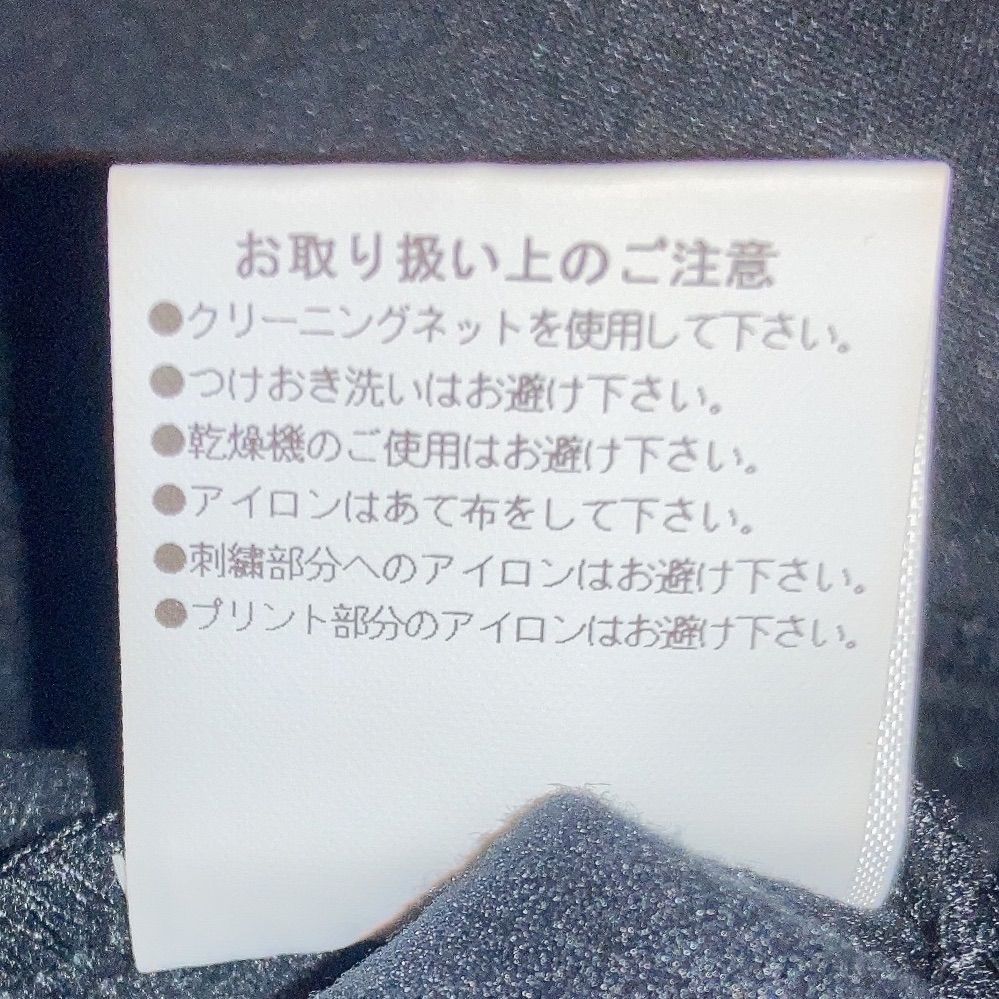 お取り扱い上のご注意
●クリーニングネットを使用して下さい。
●つけおき洗いはお避け下さい。
●乾燥機のご使用はお避け下さい。
●アイロンはあて布をして下さい。
●刺繍部分へのアイロンはお避け下さい。
●プリント部分のアイロンはお避け下さい。